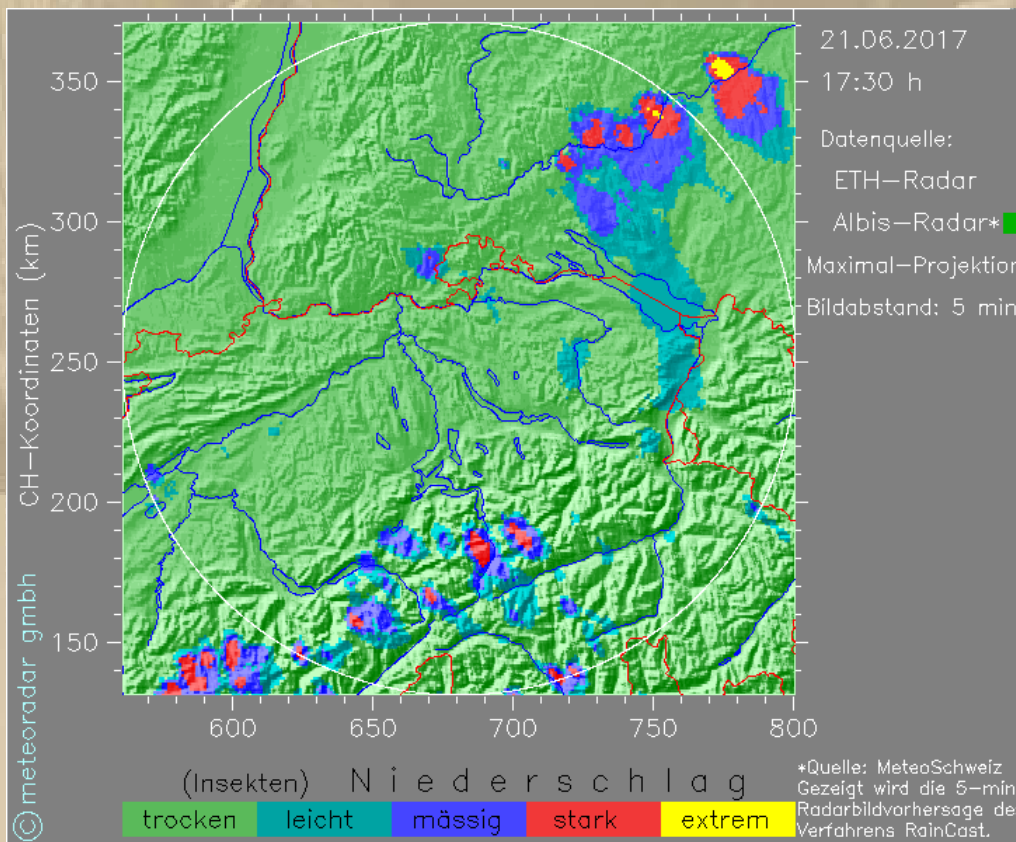 21.06.2017
17:30 h
Datenquelle:
ETH-Radar
Albis-Radar*
Maximal-Projektion
Bildabstand: 5 min
CH-Koordinaten (km)
350
300
250
200
150
600
650
700
750
800
© meteoradar gmbh
(Insekten) Niederschlag
trocken
leicht
mässig
stark
extrem
*Quelle: MeteoSchweiz
Gezeigt wird die 5-min
Radarbildvorhersage de
Verfahrens RainCast.